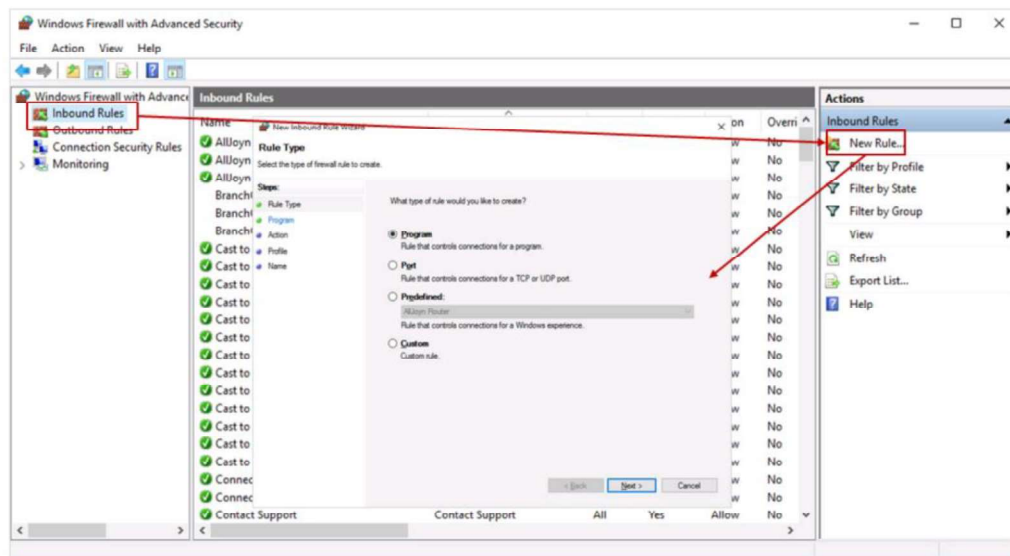 Windows Firewall with Advanced Security
File Action View Help
Windows Firewall with Advance
Inbound Rules
Outbound Rules
Connection Security Rules
Monitoring
Inbound Rules
Name
on Overri
AllJoyn w No
AllJoyn w No
AllJoyn w No
Branch w No
Branch w No
Branch w No
Cast to w No
Cast to w No
Cast to w No
Cast to w No
Cast to w No
Cast to w No
Cast to w No
Cast to w No
Cast to w No
Cast to w No
Cast to w No
Cast to w No
Cast to w No
Connec w No
Connec w No
Contact Support Contact Support All Yes Allow No
New Inbound Rule Wizard
Rule Type
Select the type of firewall rule to create.
Steps:
Rule Type
Program
Action
Profile
Name
What type of rule would you like to create?
Program
Rule that controls connections for a program.
Port
Rule that controls connections for a TCP or UDP port.
Predefined:
AllJoyn Router
Rule that controls connections for a Windows experience.
Custom
Custom rule.
< Back Next > Cancel
Actions
Inbound Rules
New Rule...
Filter by Profile
Filter by State
Filter by Group
View
Refresh
Export List...
Help